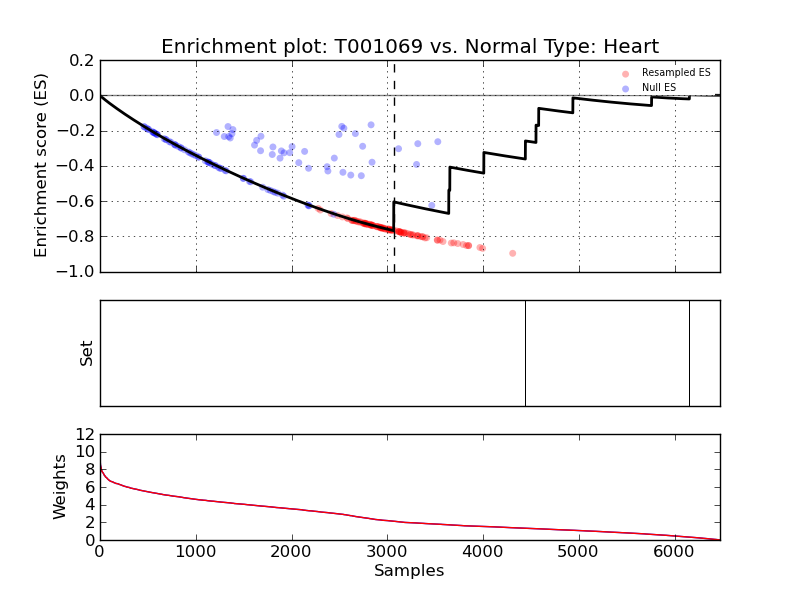 Enrichment plot: T001069 vs. Normal Type: Heart
Enrichment score (ES)
0.2
0.0
−0.2
−0.4
−0.6
−0.8
−1.0
Resampled ES
Null ES
Set
Weights
12
10
8
6
4
2
0
0 1000 2000 3000 4000 5000 6000
Samples